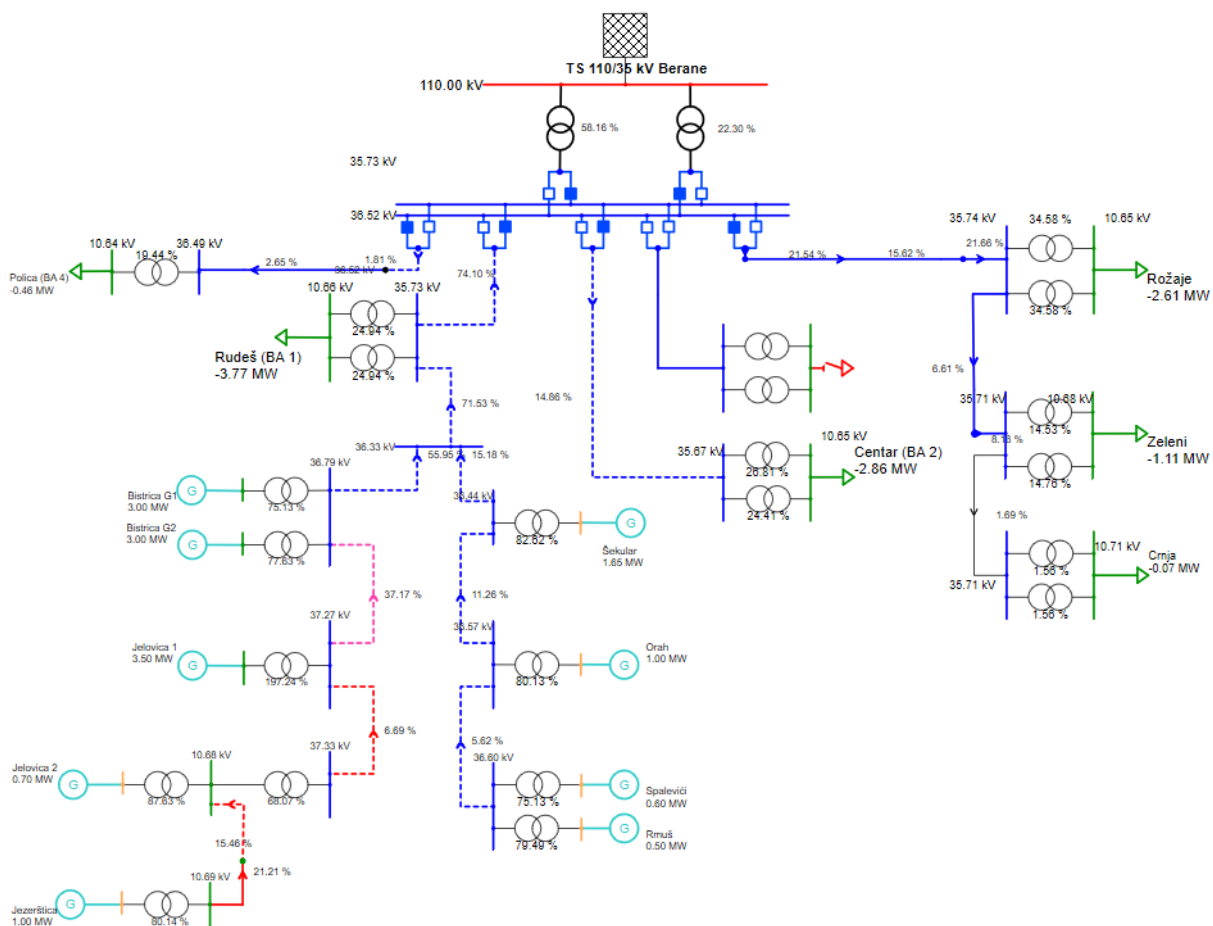 TS 110/35 kV Berane
110.00 kV
58.16 %
22.30 %
35.73 kV
36.52 kV
10.64 kV
36.49 kV
19.44 %
Polica (BA 4)
-0.46 MW
2.65 %
1.81 %
36.52 kV
74.10 %
21.54 %
15.62 %
35.74 kV
34.58 %
10.65 kV
21.66 %
Rožaje
-2.61 MW
34.58 %
10.66 kV
35.73 kV
24.94 %
Rudeš (BA 1)
-3.77 MW
24.94 %
71.53 %
14.86 %
6.61 %
35.71 kV
10.68 kV
14.53 %
8.16 %
Zeleni
-1.11 MW
14.76 %
36.33 kV
55.95 %
15.18 %
35.67 kV
10.65 kV
Centar (BA 2)
-2.86 MW
26.81 %
24.41 %
36.79 kV
Bistrica G1
3.00 MW
75.13 %
36.44 kV
Bistrica G2
3.00 MW
77.63 %
82.62 %
Šekular
1.65 MW
1.69 %
10.71 kV
Crnja
-0.07 MW
1.56 %
35.71 kV
1.56 %
37.17 %
11.26 %
37.27 kV
36.57 kV
Jelovica 1
3.50 MW
197.24 %
Orah
1.00 MW
80.13 %
6.69 %
5.62 %
37.33 kV
10.68 kV
36.60 kV
Jelovica 2
0.70 MW
87.63 %
68.07 %
75.13 %
Spalevići
0.60 MW
79.49 %
Rmuš
0.50 MW
15.46 %
21.21 %
10.69 kV
Jezerštica
1.00 MW
80.14 %
G
G
G
G
G
G
G
G
G